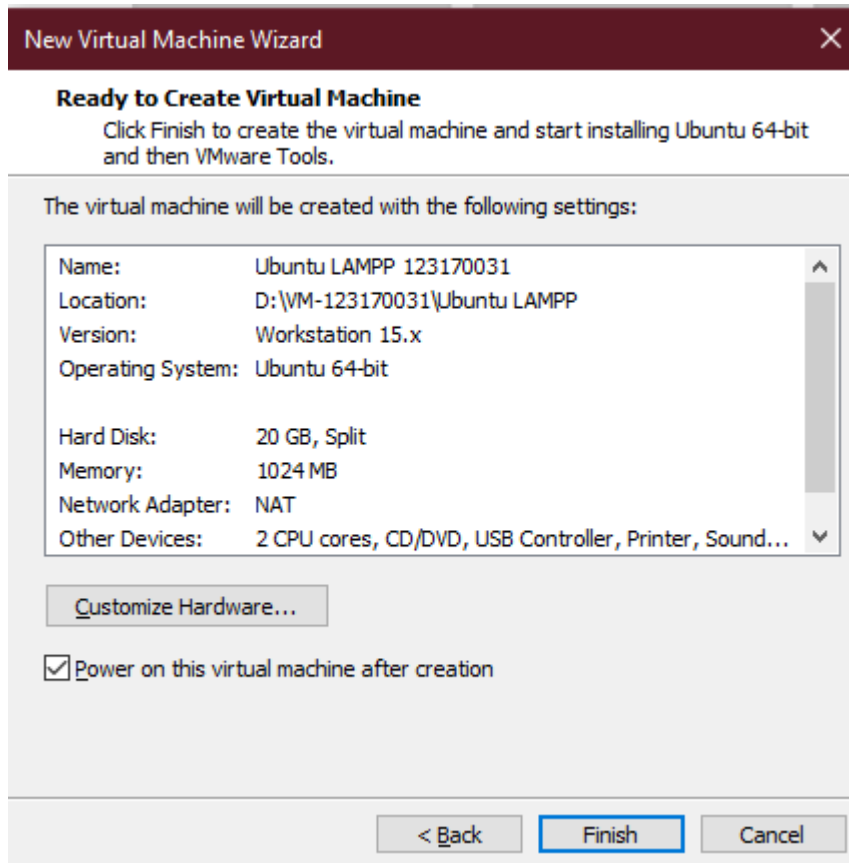 New Virtual Machine Wizard
Ready to Create Virtual Machine
Click Finish to create the virtual machine and start installing Ubuntu 64-bit
and then VMware Tools.
The virtual machine will be created with the following settings:
Name: Ubuntu LAMPP 123170031
Location: D:\VM-123170031\Ubuntu LAMPP
Version: Workstation 15.x
Operating System: Ubuntu 64-bit
Hard Disk: 20 GB, Split
Memory: 1024 MB
Network Adapter: NAT
Other Devices: 2 CPU cores, CD/DVD, USB Controller, Printer, Sound...
Customize Hardware...
Power on this virtual machine after creation
< Back Finish Cancel